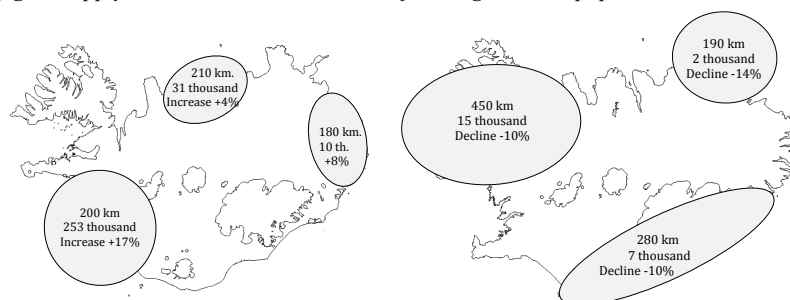 210 km.
31 thousand
Increase +4%
180 km.
10 th.
+8%
200 km
253 thousand
Increase +17%
190 km
2 thousand
Decline -14%
450 km
15 thousand
Decline -10%
280 km
7 thousand
Decline -10%